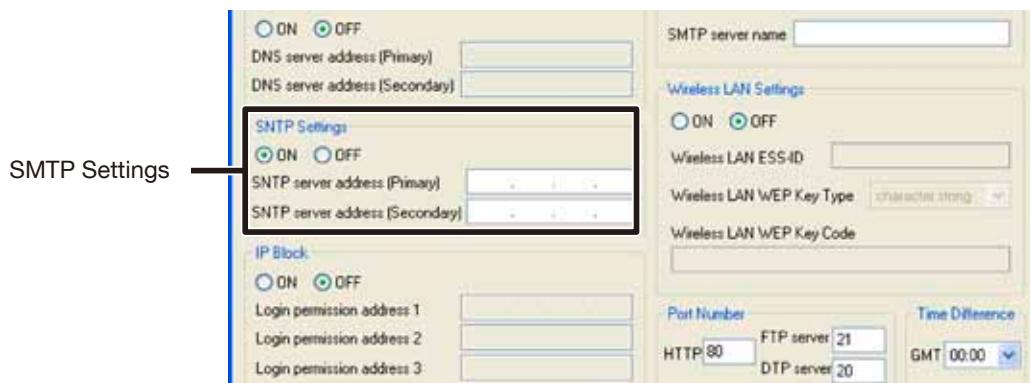 SMTP Settings
ON OFF
DNS server address (Primary)
DNS server address (Secondary)
SNTP Settings
ON OFF
SNTP server address (Primary)
. . .
SNTP server address (Secondary)
. . .
IP Block
ON OFF
Login permission address 1
Login permission address 2
Login permission address 3
SMTP server name
Wireless LAN Settings
ON OFF
Wireless LAN ESS-ID
Wireless LAN WEP Key Type character strong
Wireless LAN WEP Key Code
Port Number
HTTP 80
FTP server 21
DTP server 20
Time Difference
GMT 00:00